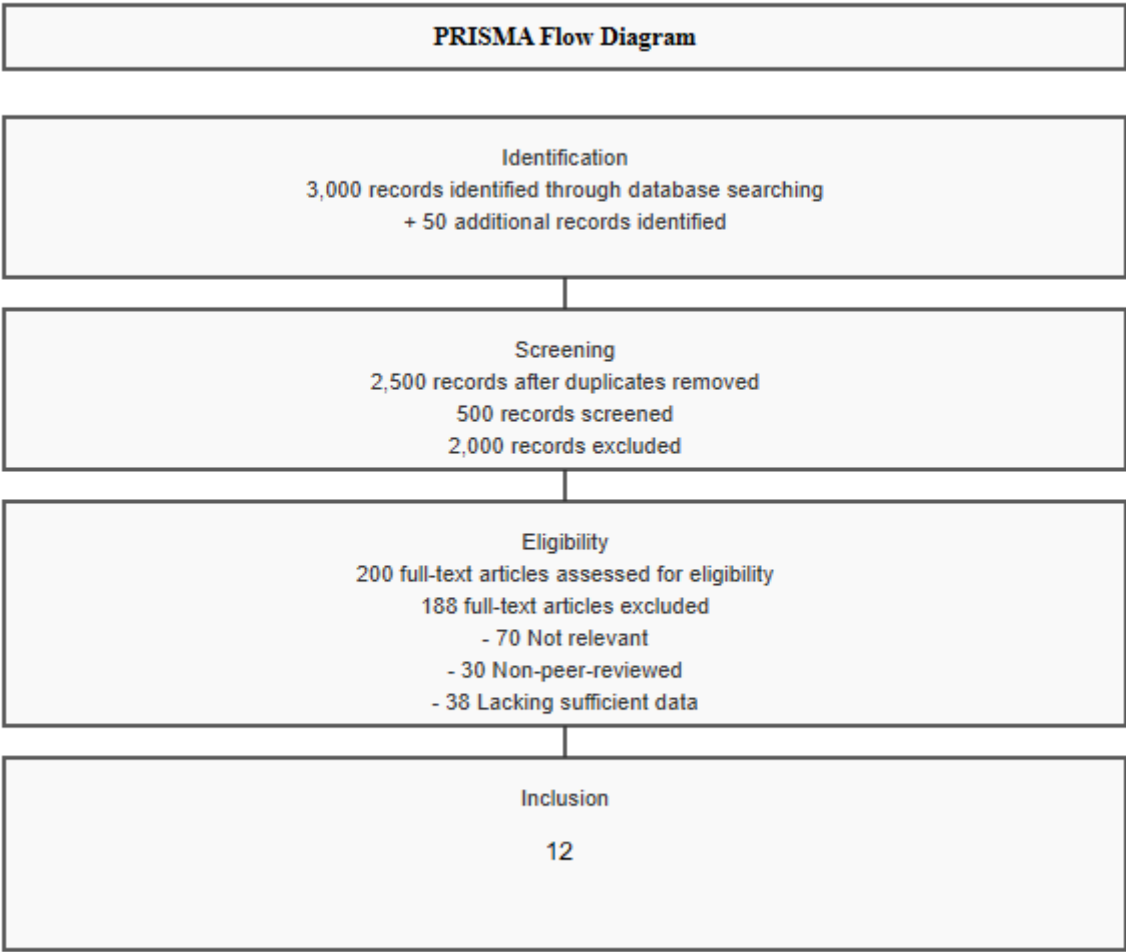 PRISMA Flow Diagram
Identification
3,000 records identified through database searching
+ 50 additional records identified
Screening
2,500 records after duplicates removed
500 records screened
2,000 records excluded
Eligibility
200 full-text articles assessed for eligibility
188 full-text articles excluded
- 70 Not relevant
- 30 Non-peer-reviewed
- 38 Lacking sufficient data
Inclusion
12